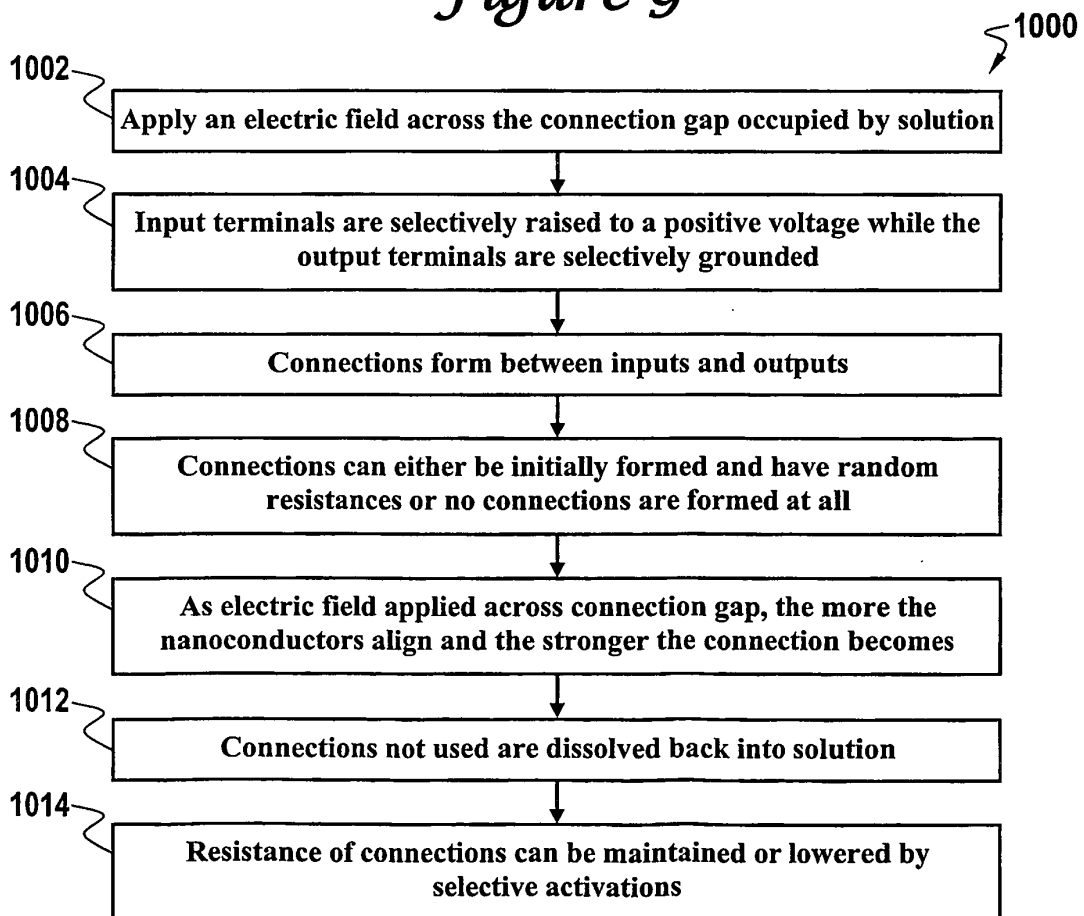 Figure 9
1000
1002
Apply an electric field across the connection gap occupied by solution
1004
Input terminals are selectively raised to a positive voltage while the
output terminals are selectively grounded
1006
Connections form between inputs and outputs
1008
Connections can either be initially formed and have random
resistances or no connections are formed at all
1010
As electric field applied across connection gap, the more the
nanoconductors align and the stronger the connection becomes
1012
Connections not used are dissolved back into solution
1014
Resistance of connections can be maintained or lowered by
selective activations